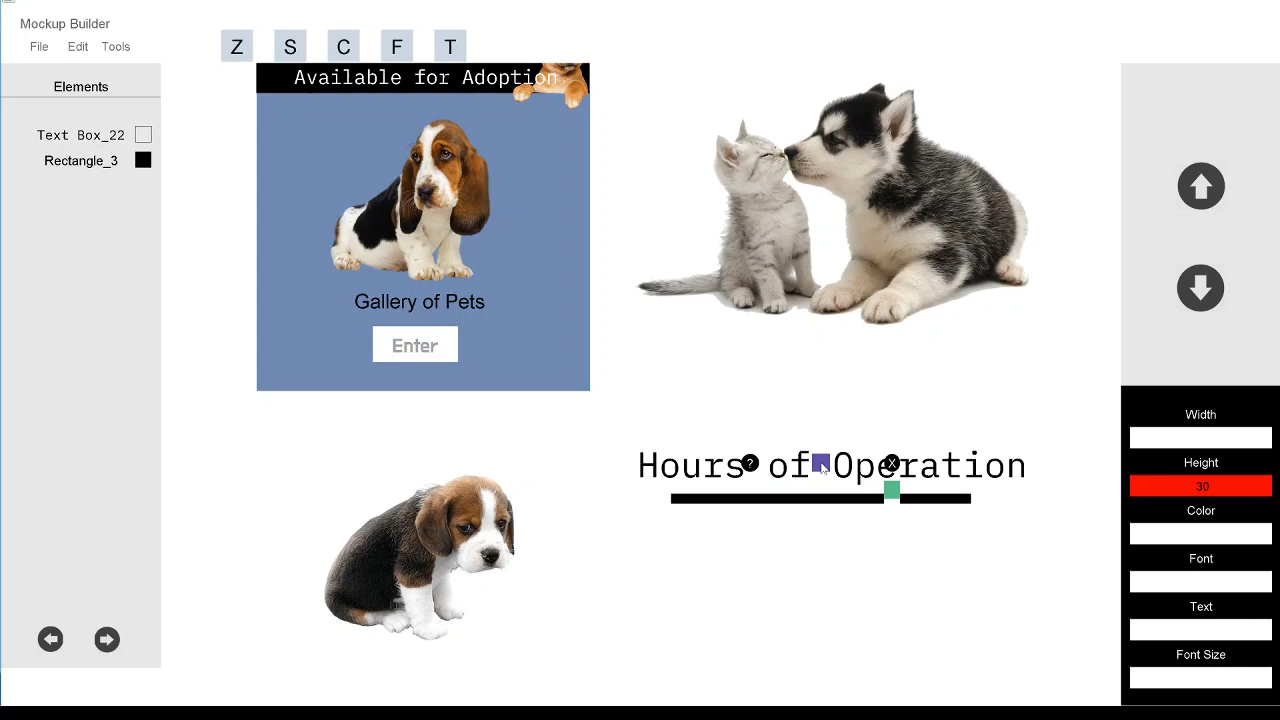 Mockup Builder
File Edit Tools
Z S C F T
Elements
Text Box_22
Rectangle_3
Available for Adoption
Gallery of Pets
Enter
Hours of Operation
?
X
Width
Height
30
Color
Font
Text
Font Size